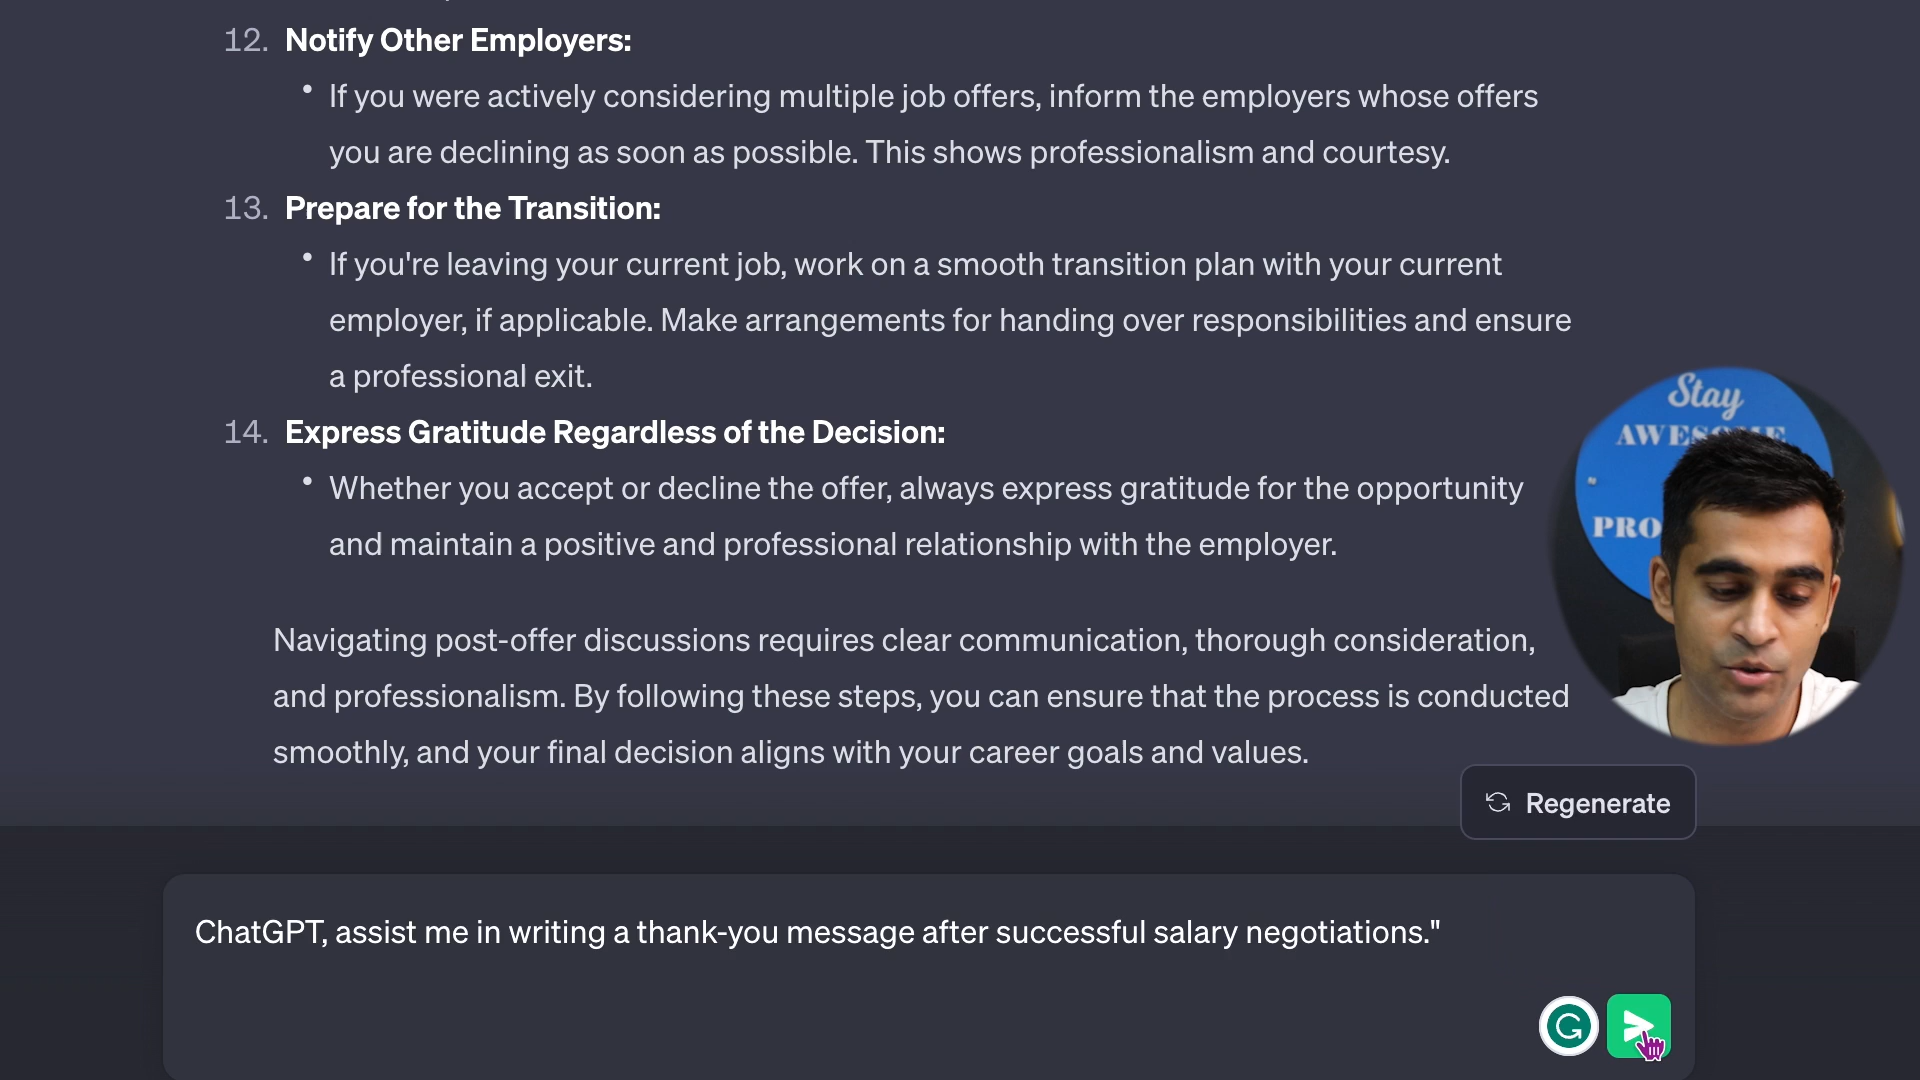 12. Notify Other Employers:
• If you were actively considering multiple job offers, inform the employers whose offers
you are declining as soon as possible. This shows professionalism and courtesy.
13. Prepare for the Transition:
• If you're leaving your current job, work on a smooth transition plan with your current
employer, if applicable. Make arrangements for handing over responsibilities and ensure
a professional exit.
14. Express Gratitude Regardless of the Decision:
• Whether you accept or decline the offer, always express gratitude for the opportunity
and maintain a positive and professional relationship with the employer.
Navigating post-offer discussions requires clear communication, thorough consideration,
and professionalism. By following these steps, you can ensure that the process is conducted
smoothly, and your final decision aligns with your career goals and values.
Stay
AWESOME
Regenerate
ChatGPT, assist me in writing a thank-you message after successful salary negotiations."